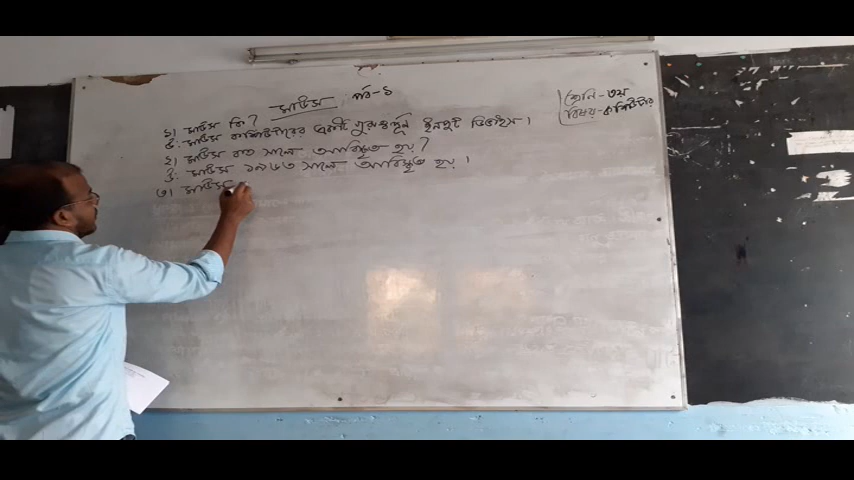 মাউস পর্ব-১
শ্রেনি-৩য়
বিষয়-কম্পিউটার
১। মাউস কি?
উ: মাউস কম্পিউটারের একটি গুরুত্বপূর্ণ ইনপুট ডিভাইস।
২। মাউস কত সালে আবিষ্কৃত হয়?
উ: মাউস ১৯৬৩ সালে আবিষ্কৃত হয়।
৩। মাউস